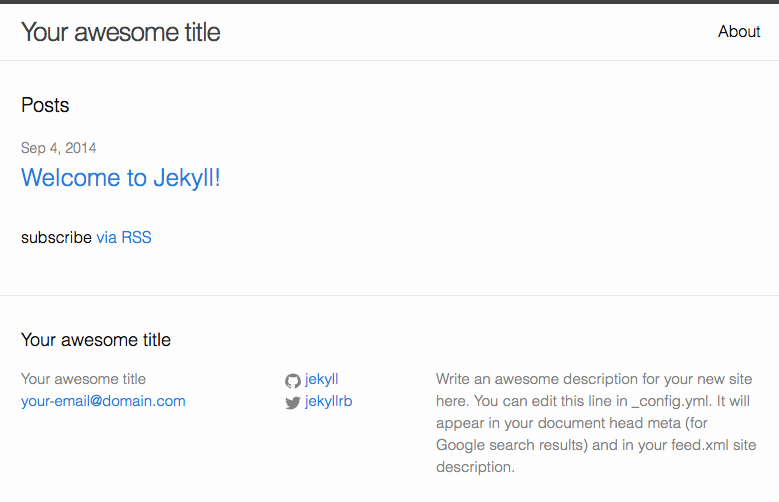 Your awesome title
About
Posts
Sep 4, 2014
Welcome to Jekyll!
subscribe via RSS
Your awesome title
Your awesome title
your-email@domain.com
jekyll
jekyllrb
Write an awesome description for your new site
here. You can edit this line in _config.yml. It will
appear in your document head meta (for
Google search results) and in your feed.xml site
description.